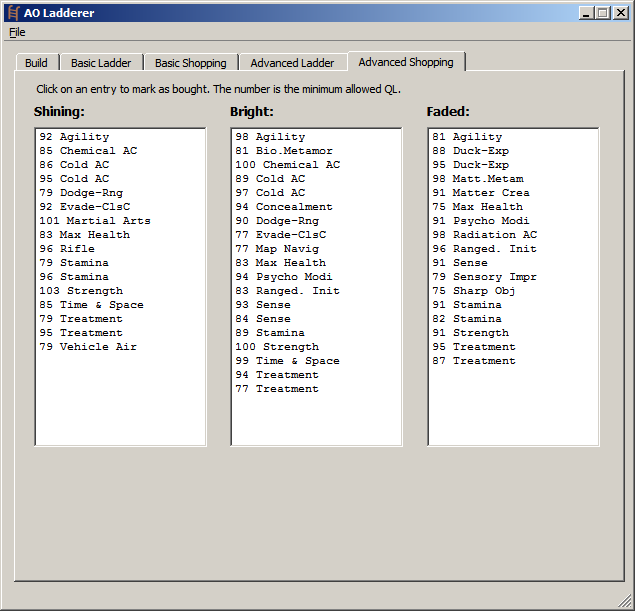 AO Ladderer
File
Build Basic Ladder Basic Shopping Advanced Ladder Advanced Shopping
Click on an entry to mark as bought. The number is the minimum allowed QL.
Shining:
92 Agility
85 Chemical AC
86 Cold AC
95 Cold AC
79 Dodge-Rng
92 Evade-ClsC
101 Martial Arts
83 Max Health
96 Rifle
79 Stamina
96 Stamina
103 Strength
85 Time & Space
79 Treatment
95 Treatment
79 Vehicle Air
Bright:
98 Agility
81 Bio.Metamor
100 Chemical AC
89 Cold AC
97 Cold AC
94 Concealment
90 Dodge-Rng
77 Evade-ClsC
77 Map Navig
83 Max Health
94 Psycho Modi
83 Ranged. Init
93 Sense
84 Sense
89 Stamina
100 Strength
99 Time & Space
94 Treatment
77 Treatment
Faded:
81 Agility
88 Duck-Exp
95 Duck-Exp
98 Matt.Metam
91 Matter Crea
75 Max Health
91 Psycho Modi
98 Radiation AC
96 Ranged. Init
91 Sense
79 Sensory Impr
75 Sharp Obj
91 Stamina
82 Stamina
91 Strength
95 Treatment
87 Treatment